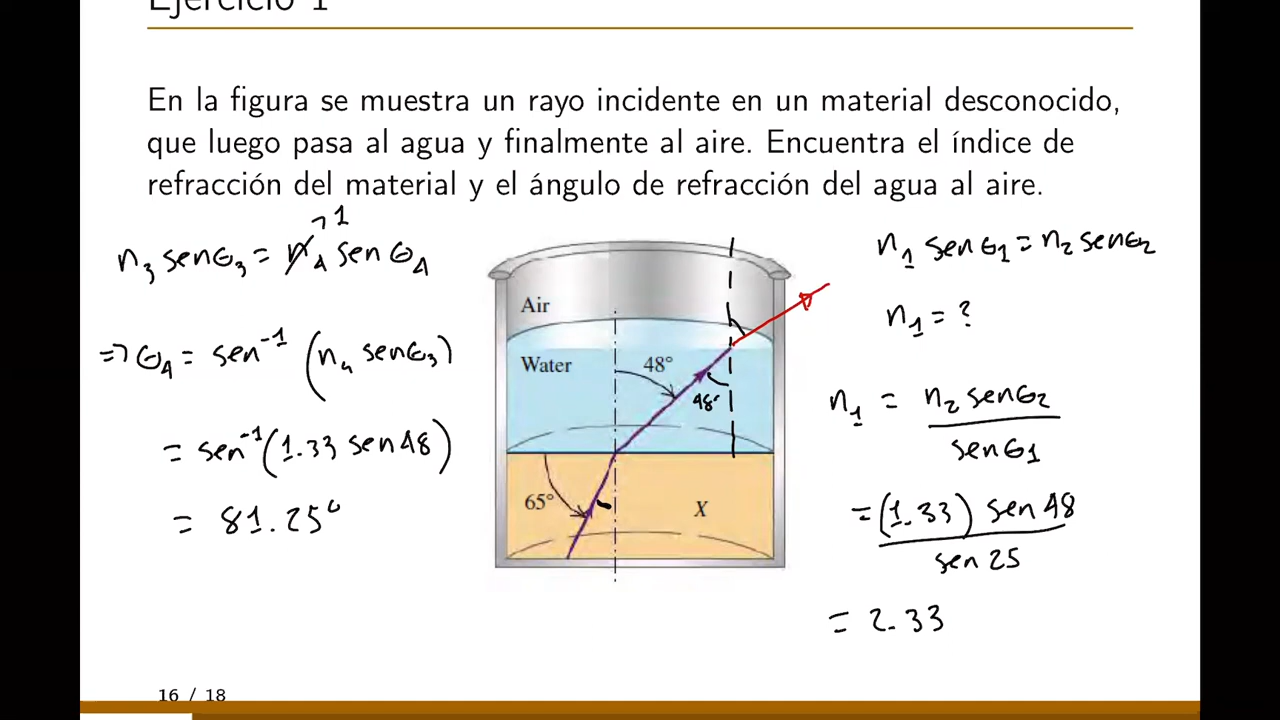 Ejercicio 1
En la figura se muestra un rayo incidente en un material desconocido,
que luego pasa al agua y finalmente al aire. Encuentra el índice de
refracción del material y el ángulo de refracción del agua al aire.
→ 1
n₃ senθ₃ = n₄ senθ₄
=> θ₄ = sen⁻¹ (n₄ senθ₃)
= sen⁻¹(1.33 sen48)
= 81.25°
Air
Water
48°
48°
65°
X
n₁ senθ₁ = n₂ senθ₂
n₁ = ?
n₁ = n₂ senθ₂
senθ₁
= (1.33) sen48
sen25
= 2.33
16 / 18